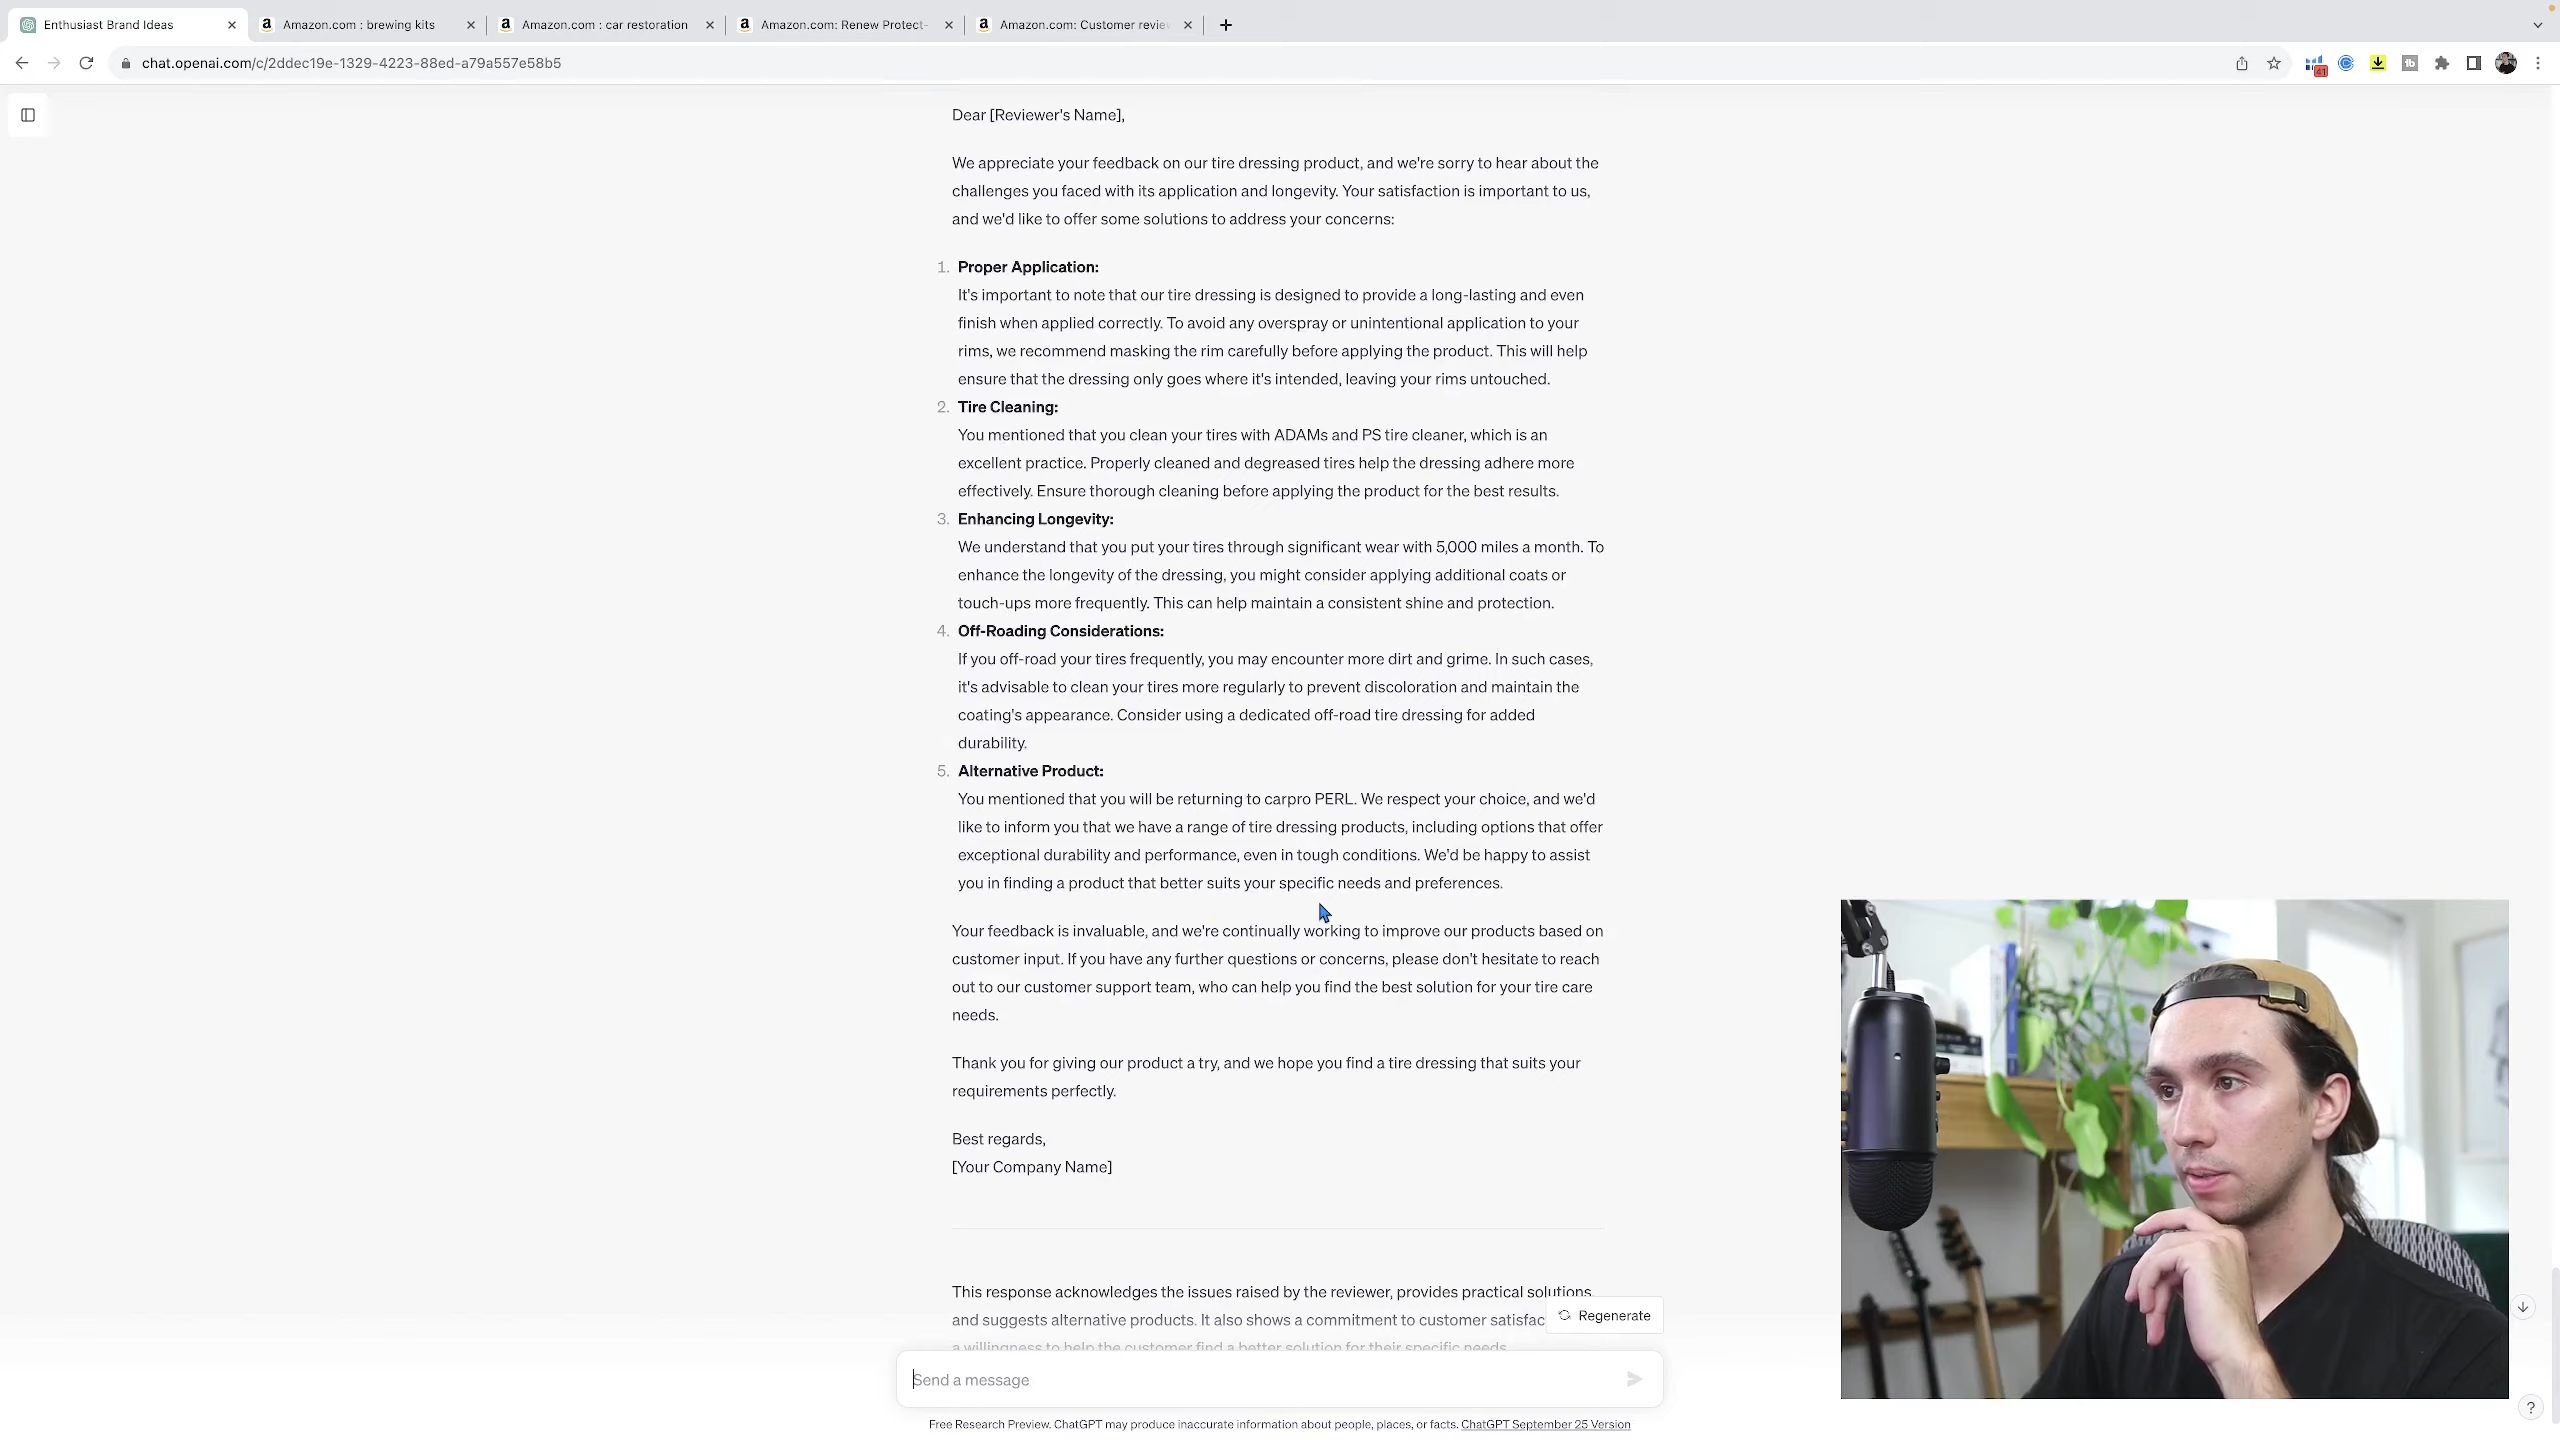 Enthusiast Brand Ideas
Amazon.com : brewing kits
Amazon.com : car restoration
Amazon.com: Renew Protect-
Amazon.com: Customer review
chat.openai.com/c/2ddec19e-1329-4223-88ed-a79a557e58b5
41
Dear [Reviewer's Name],
We appreciate your feedback on our tire dressing product, and we're sorry to hear about the
challenges you faced with its application and longevity. Your satisfaction is important to us,
and we'd like to offer some solutions to address your concerns:
1. Proper Application:
It's important to note that our tire dressing is designed to provide a long-lasting and even
finish when applied correctly. To avoid any overspray or unintentional application to your
rims, we recommend masking the rim carefully before applying the product. This will help
ensure that the dressing only goes where it's intended, leaving your rims untouched.
2. Tire Cleaning:
You mentioned that you clean your tires with ADAMs and PS tire cleaner, which is an
excellent practice. Properly cleaned and degreased tires help the dressing adhere more
effectively. Ensure thorough cleaning before applying the product for the best results.
3. Enhancing Longevity:
We understand that you put your tires through significant wear with 5,000 miles a month. To
enhance the longevity of the dressing, you might consider applying additional coats or
touch-ups more frequently. This can help maintain a consistent shine and protection.
4. Off-Roading Considerations:
If you off-road your tires frequently, you may encounter more dirt and grime. In such cases,
it's advisable to clean your tires more regularly to prevent discoloration and maintain the
coating's appearance. Consider using a dedicated off-road tire dressing for added
durability.
5. Alternative Product:
You mentioned that you will be returning to carpro PERL. We respect your choice, and we'd
like to inform you that we have a range of tire dressing products, including options that offer
exceptional durability and performance, even in tough conditions. We'd be happy to assist
you in finding a product that better suits your specific needs and preferences.
Your feedback is invaluable, and we're continually working to improve our products based on
customer input. If you have any further questions or concerns, please don't hesitate to reach
out to our customer support team, who can help you find the best solution for your tire care
needs.
Thank you for giving our product a try, and we hope you find a tire dressing that suits your
requirements perfectly.
Best regards,
[Your Company Name]
This response acknowledges the issues raised by the reviewer, provides practical solutions,
and suggests alternative products. It also shows a commitment to customer satisfac
a willingness to help the customer find a better solution for their specific needs.
Regenerate
Send a message
Free Research Preview. ChatGPT may produce inaccurate information about people, places, or facts. ChatGPT September 25 Version
?